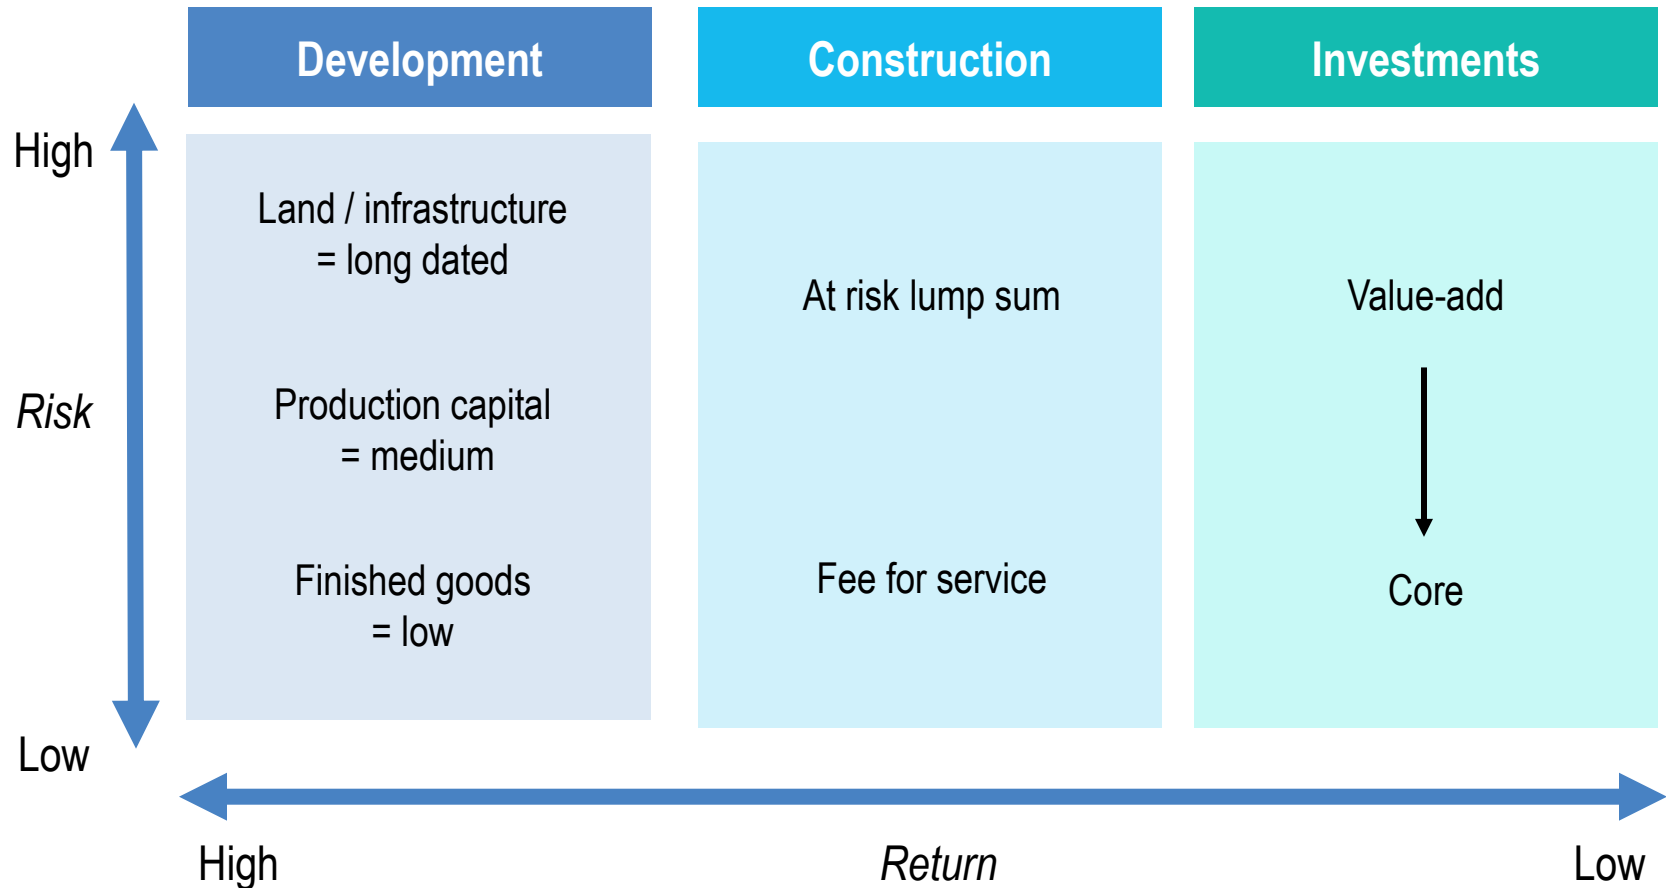 Development
Construction
Investments
High
Risk
Low
Land / infrastructure
= long dated
Production capital
= medium
Finished goods
= low
At risk lump sum
Fee for service
Value-add
Core
High
Return
Low